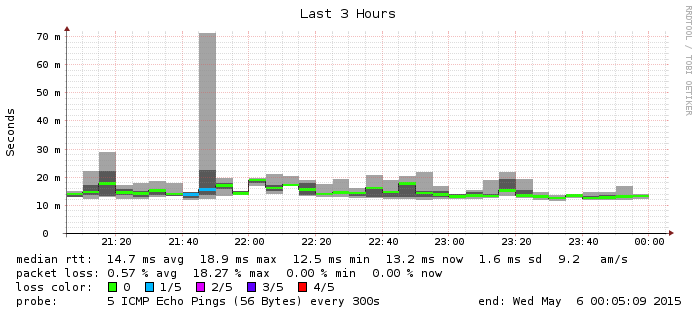 Last 3 Hours
RRDTOOL / TOBI OETIKER
Seconds
70 m
60 m
50 m
40 m
30 m
20 m
10 m
0
21:20 21:40 22:00 22:20 22:40 23:00 23:20 23:40 00:00
median rtt: 14.7 ms avg 18.9 ms max 12.5 ms min 13.2 ms now 1.6 ms sd 9.2 am/s
packet loss: 0.57 % avg 18.27 % max 0.00 % min 0.00 % now
loss color: 0 1/5 2/5 3/5 4/5
probe: 5 ICMP Echo Pings (56 Bytes) every 300s end: Wed May 6 00:05:09 2015